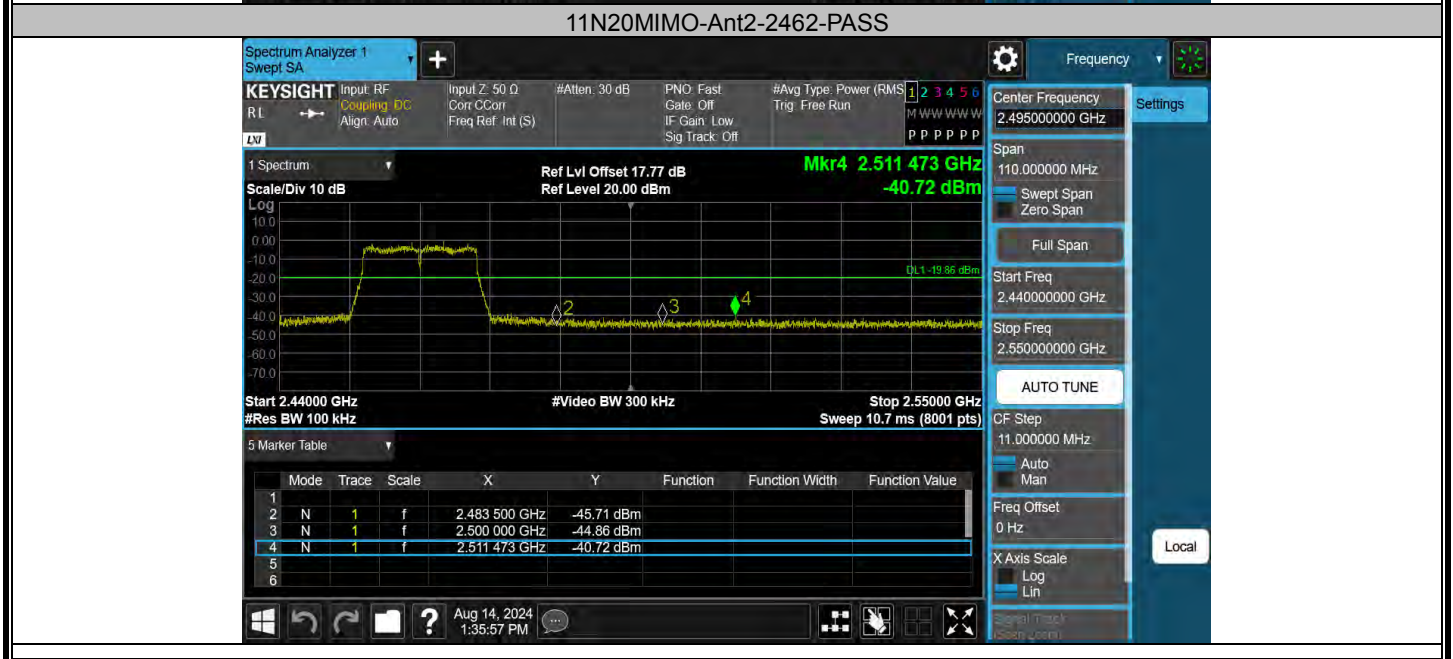 11N20MIMO-Ant2-2462-PASS
Spectrum Analyzer 1
Swept SA
Frequency
KEYSIGHT
Input: RF
Input Z: 50 Ω
#Atten: 30 dB
PNO: Fast
#Avg Type: Power (RMS
1 2 3 4 5 6
RL
Coupling: DC
Corr CCorr
Gate: Off
Trig: Free Run
M W W W W W
Align: Auto
Freq Ref: Int (S)
IF Gain: Low
Sig Track: Off
P P P P P P
LXI
1 Spectrum
Ref Lvl Offset 17.77 dB
Mkr4 2.511 473 GHz
Scale/Div 10 dB
Ref Level 20.00 dBm
-40.72 dBm
Log
10.0
0.00
-10.0
-20.0
-30.0
-40.0
-50.0
-60.0
-70.0
DL1 -19.86 dBm
2
3
4
Start 2.44000 GHz
#Video BW 300 kHz
Stop 2.55000 GHz
#Res BW 100 kHz
Sweep 10.7 ms (8001 pts)
5 Marker Table
Mode Trace Scale X Y Function Function Width Function Value
1
2 N 1 f 2.483 500 GHz -45.71 dBm
3 N 1 f 2.500 000 GHz -44.86 dBm
4 N 1 f 2.511 473 GHz -40.72 dBm
5
6
Aug 14, 2024
1:35:57 PM
Center Frequency
2.495000000 GHz
Settings
Span
110.000000 MHz
Swept Span
Zero Span
Full Span
Start Freq
2.440000000 GHz
Stop Freq
2.550000000 GHz
AUTO TUNE
CF Step
11.000000 MHz
Auto
Man
Freq Offset
0 Hz
Local
X Axis Scale
Log
Lin
Signal Track
(Span Zoom)